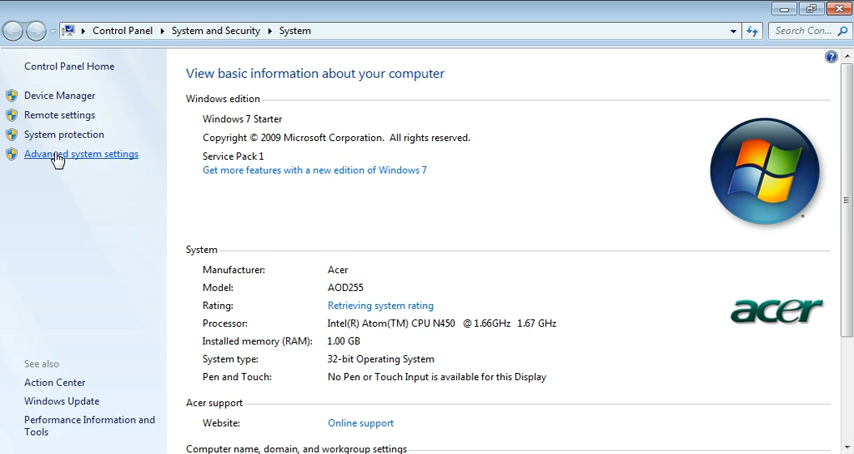 Control Panel ▸ System and Security ▸ System
Search Con...
Control Panel Home
Device Manager
Remote settings
System protection
Advanced system settings
See also
Action Center
Windows Update
Performance Information and
Tools
View basic information about your computer
Windows edition
Windows 7 Starter
Copyright © 2009 Microsoft Corporation. All rights reserved.
Service Pack 1
Get more features with a new edition of Windows 7
System
Manufacturer: Acer
Model: AOD255
Rating: Retrieving system rating
Processor: Intel(R) Atom(TM) CPU N450 @ 1.66GHz 1.67 GHz
Installed memory (RAM): 1.00 GB
System type: 32-bit Operating System
Pen and Touch: No Pen or Touch Input is available for this Display
acer
Acer support
Website: Online support
Computer name, domain, and workgroup settings